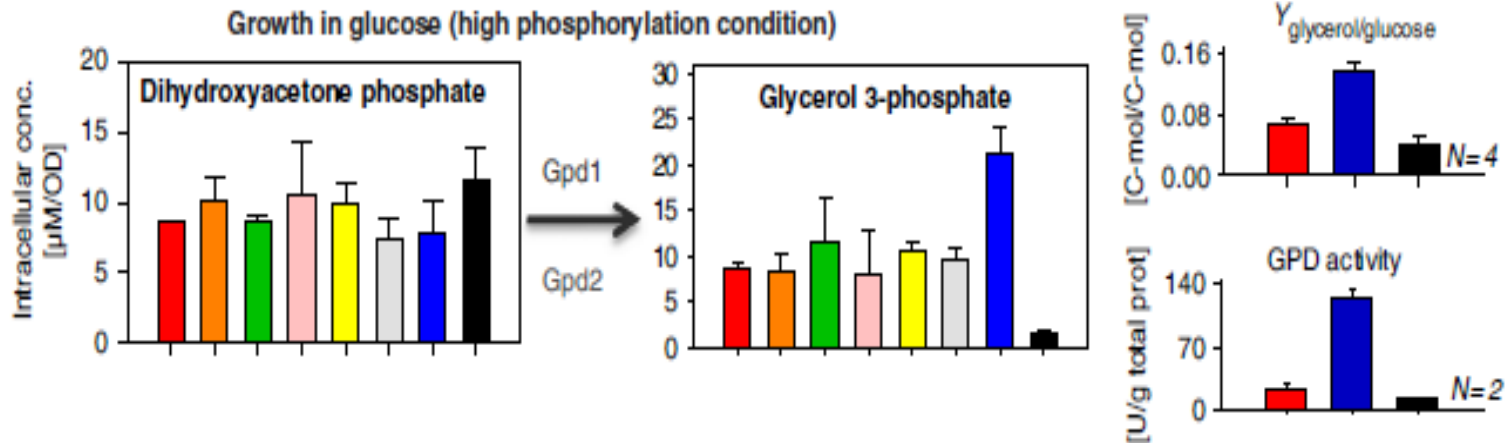 Growth in glucose (high phosphorylation condition)
Intracellular conc.
[µM/OD]
20
15
10
5
0
Dihydroxyacetone phosphate
Gpd1
Gpd2
30
25
20
15
10
5
0
Glycerol 3-phosphate
Y glycerol/glucose
[C-mol/C-mol]
0.16
0.08
0.00
N=4
GPD activity
[U/g total prot]
140
70
0
N=2